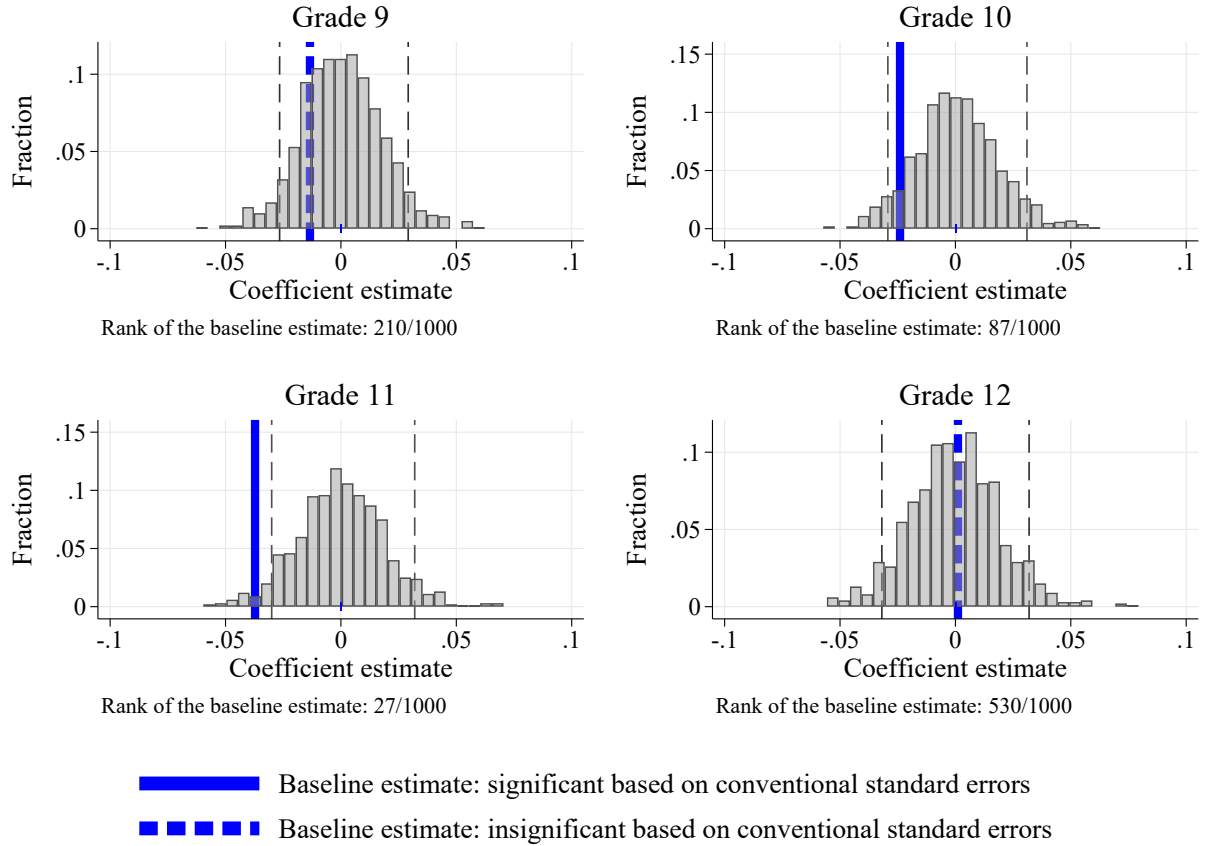 Grade 9
Fraction
.1
.05
0
-.1 -.05 0 .05 .1
Coefficient estimate
Rank of the baseline estimate: 210/1000
Grade 10
Fraction
.15
.1
.05
0
-.1 -.05 0 .05 .1
Coefficient estimate
Rank of the baseline estimate: 87/1000
Grade 11
Fraction
.15
.1
.05
0
-.1 -.05 0 .05 .1
Coefficient estimate
Rank of the baseline estimate: 27/1000
Grade 12
Fraction
.1
.05
0
-.1 -.05 0 .05 .1
Coefficient estimate
Rank of the baseline estimate: 530/1000
Baseline estimate: significant based on conventional standard errors
Baseline estimate: insignificant based on conventional standard errors